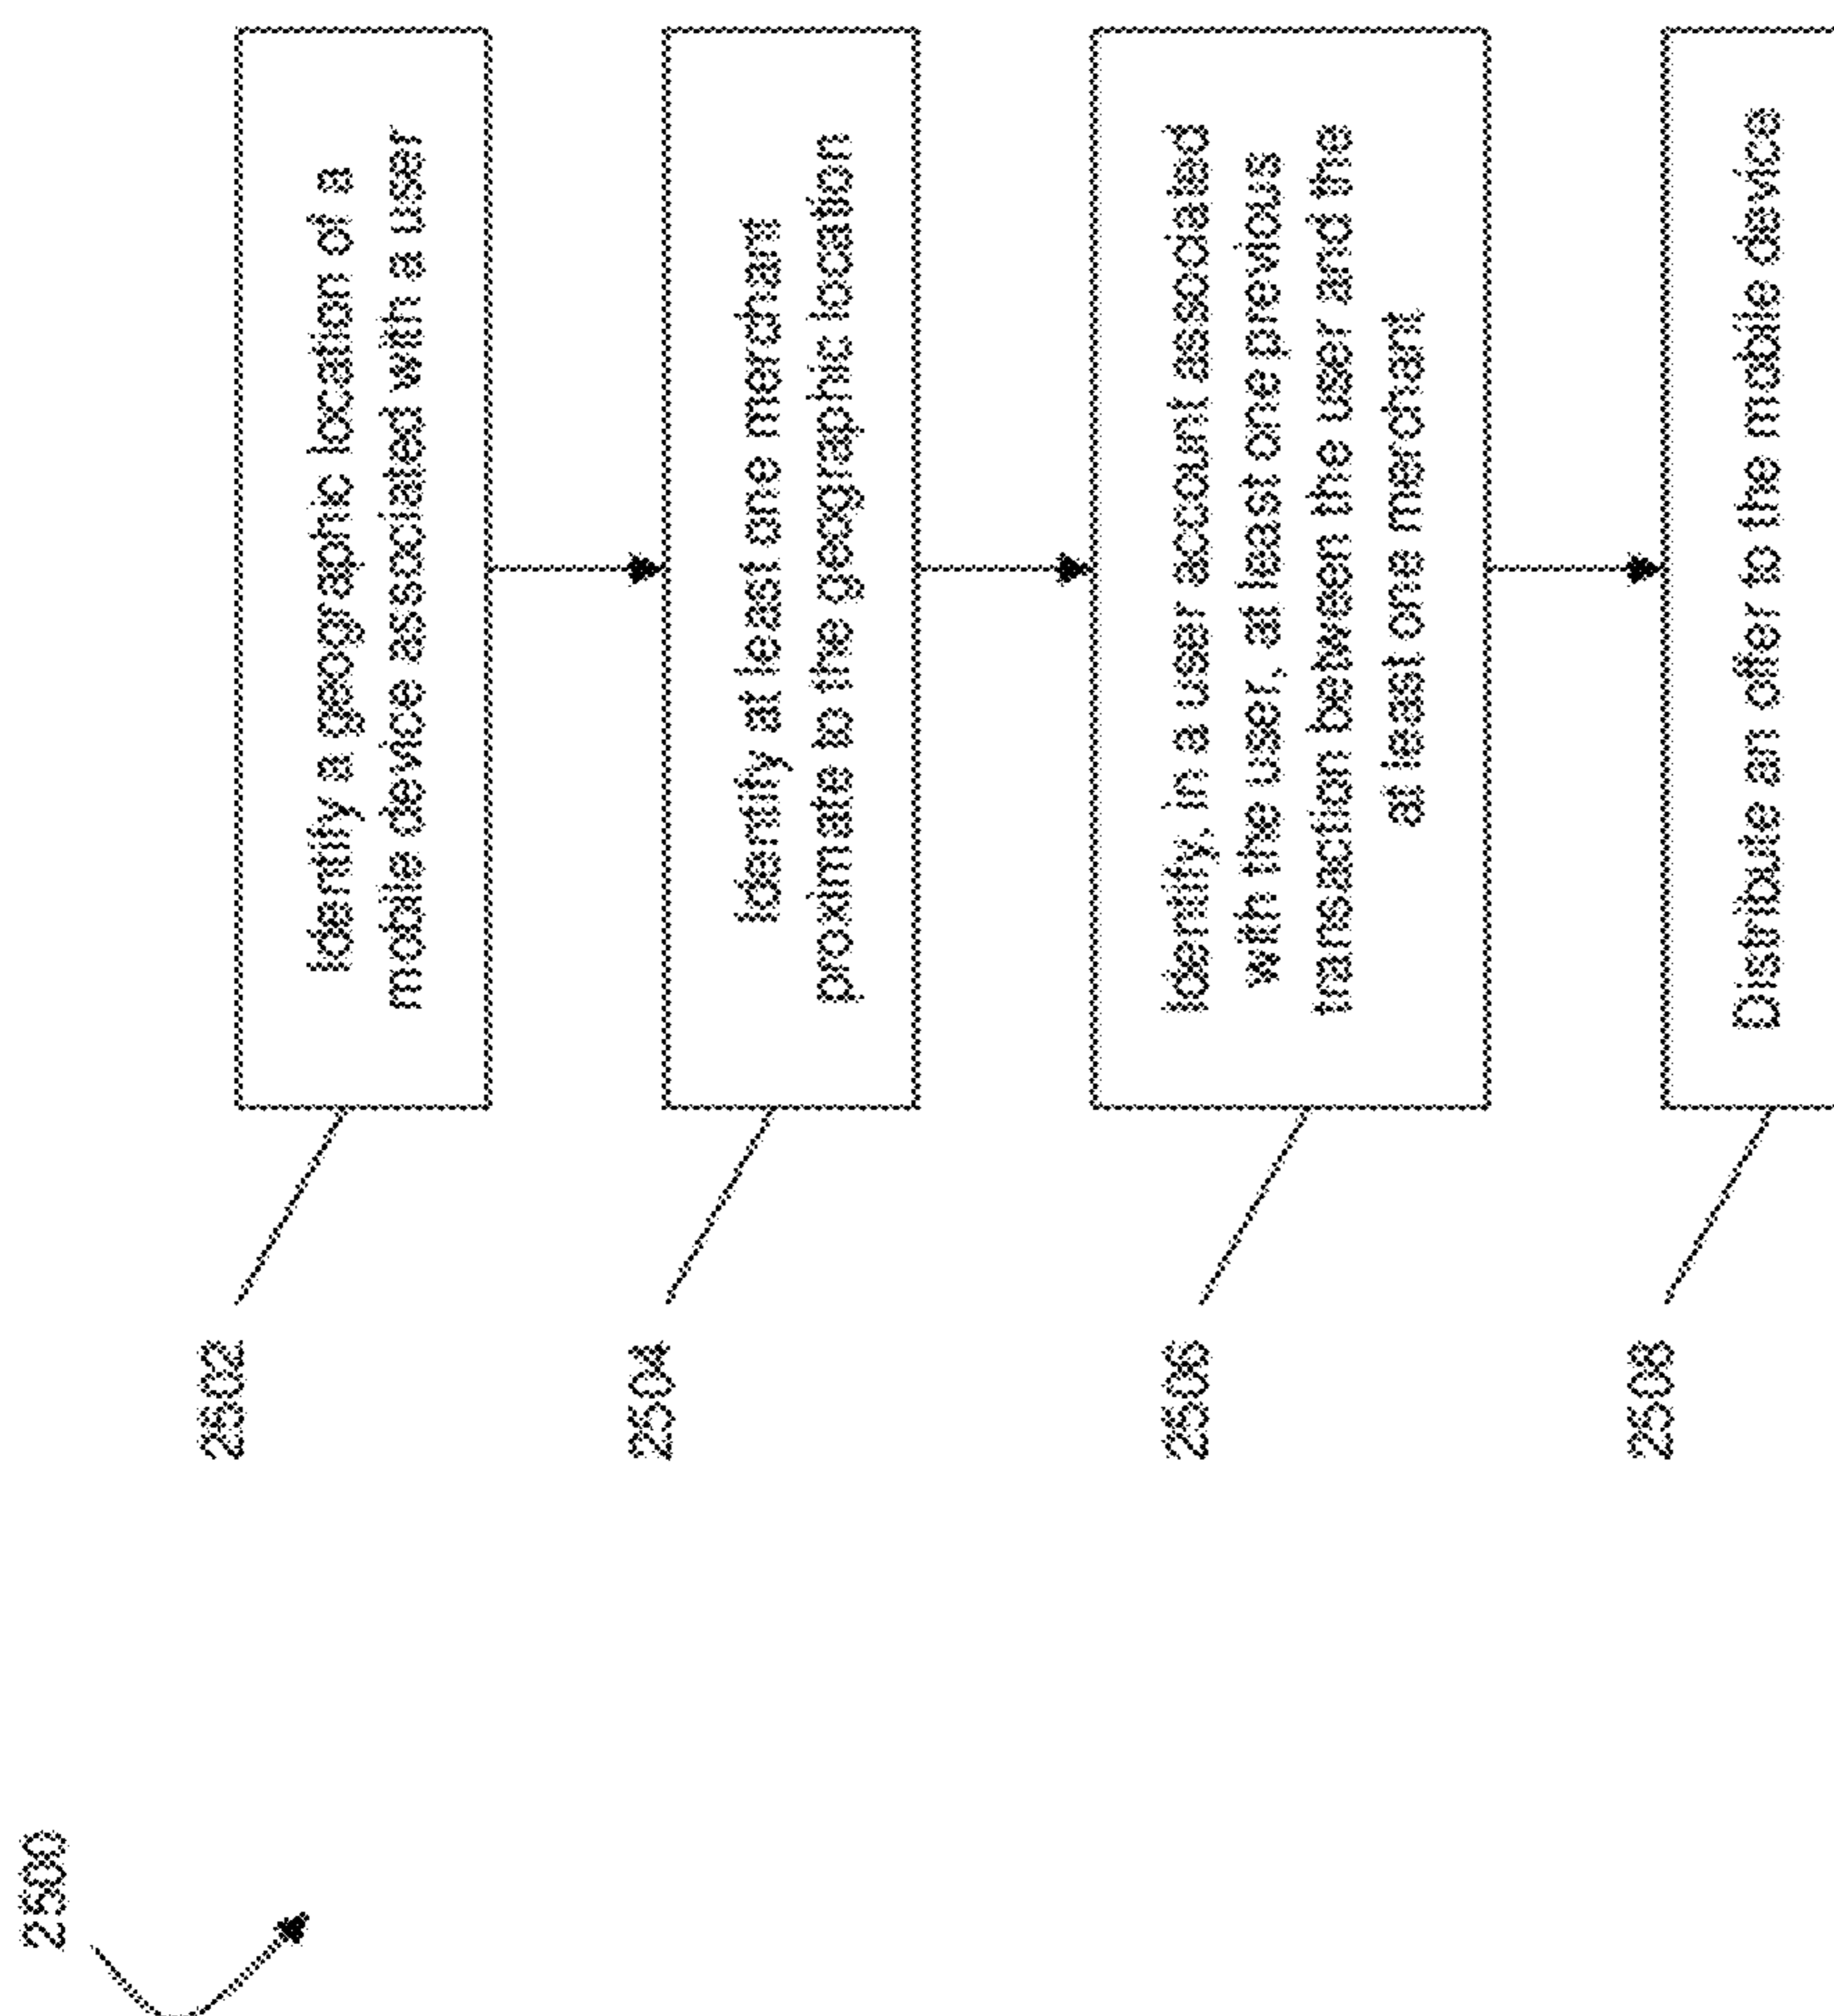 2500
2502
Identify a geographic location of a
mobile device associated with a user
2504
Identify at least one merchant
proximate to the geographic location
2506
Identify, in a user account associated
with the user, at least one previous
transaction between the user and the
at least one merchant
2508
Distribute an offer to the mobile device